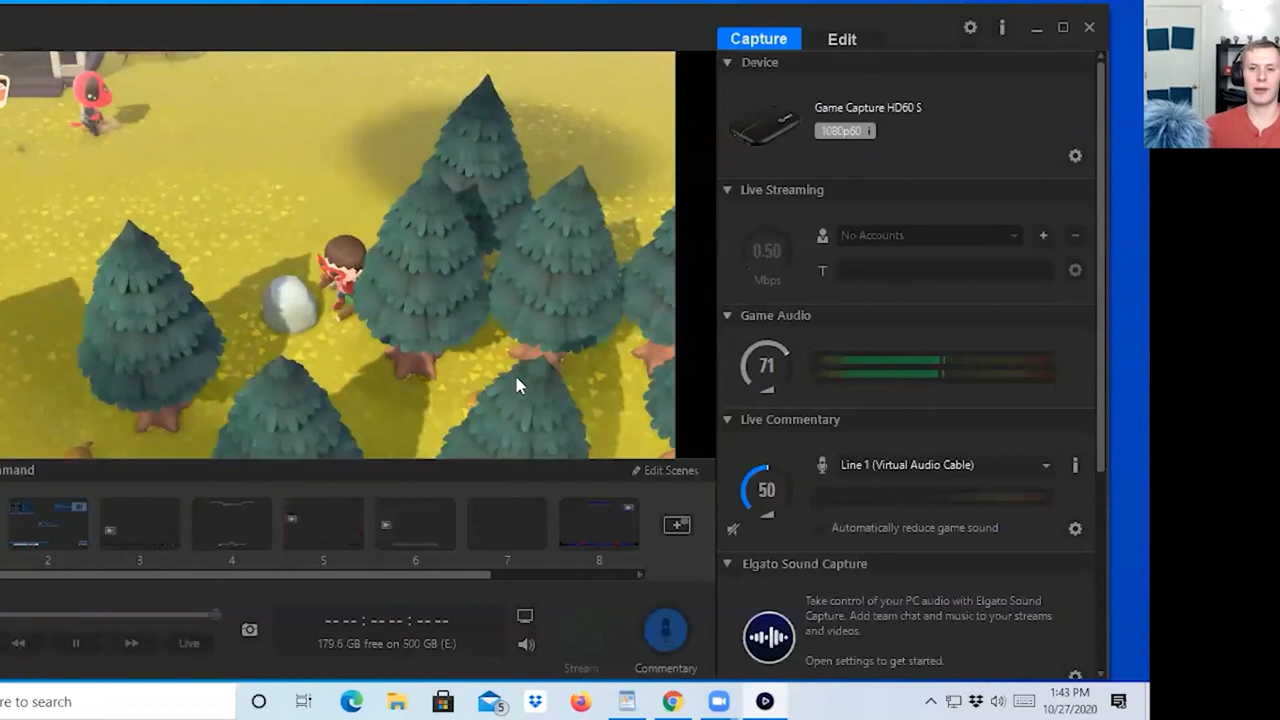 Capture Edit
Device
Game Capture HD60 S
1080p60 i
Live Streaming
0.50
Mbps
No Accounts
T
Game Audio
71
Live Commentary
Line 1 (Virtual Audio Cable)
50
Automatically reduce game sound
Elgato Sound Capture
Take control of your PC audio with Elgato Sound
Capture. Add team chat and music to your streams
and videos.
Open settings to get started.
mmand
Edit Scenes
2 3 4 5 6 7 8
Live
---- : ---- : ----
179.6 GB free on 500 GB (E:)
Stream
Commentary
re to search
5
1:43 PM
10/27/2020